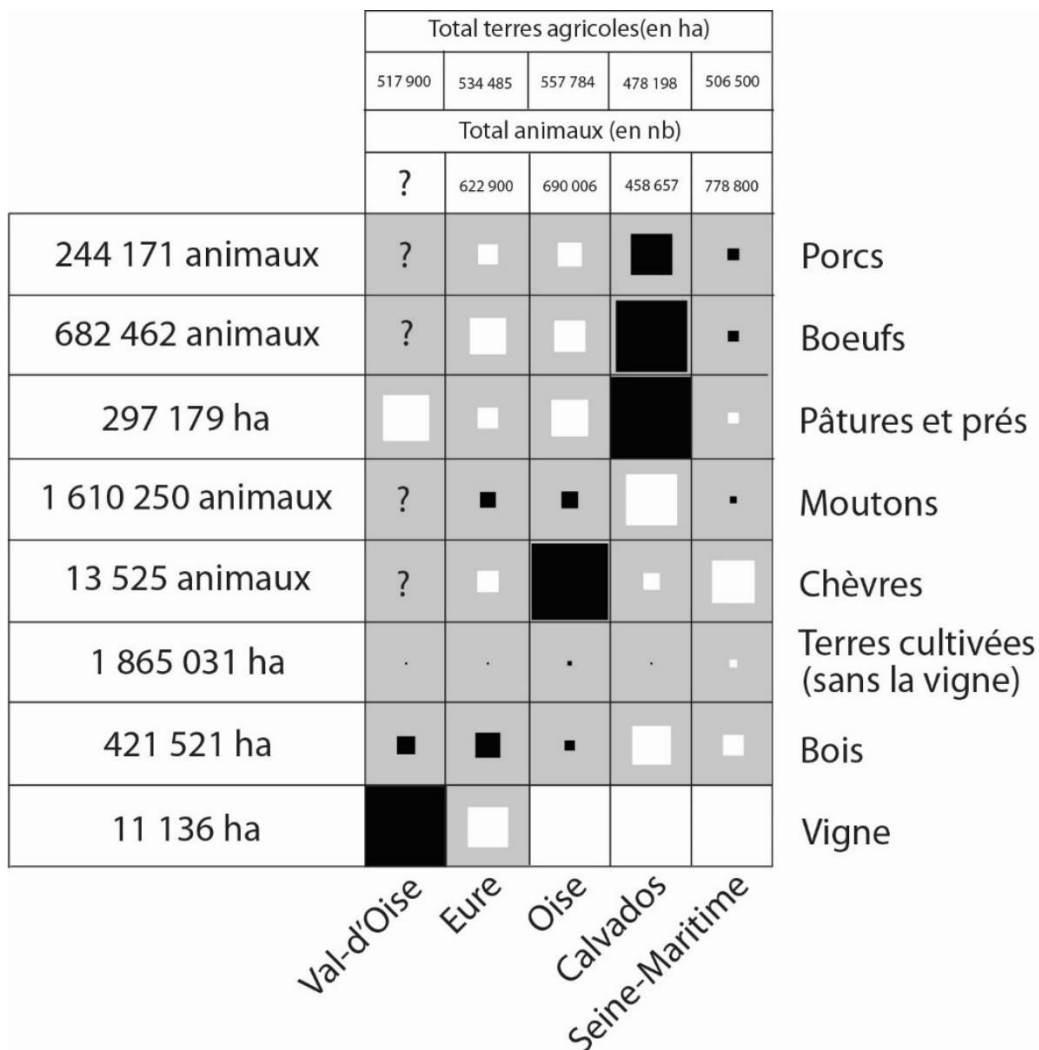 Total terres agricoles(en ha)
517 900 534 485 557 784 478 198 506 500
Total animaux (en nb)
? 622 900 690 006 458 657 778 800
244 171 animaux ? Porcs
682 462 animaux ? Boeufs
297 179 ha Pâtures et prés
1 610 250 animaux ? Moutons
13 525 animaux ? Chèvres
1 865 031 ha Terres cultivées
(sans la vigne)
421 521 ha Bois
11 136 ha Vigne
Val-d'Oise
Eure
Oise
Calvados
Seine-Maritime